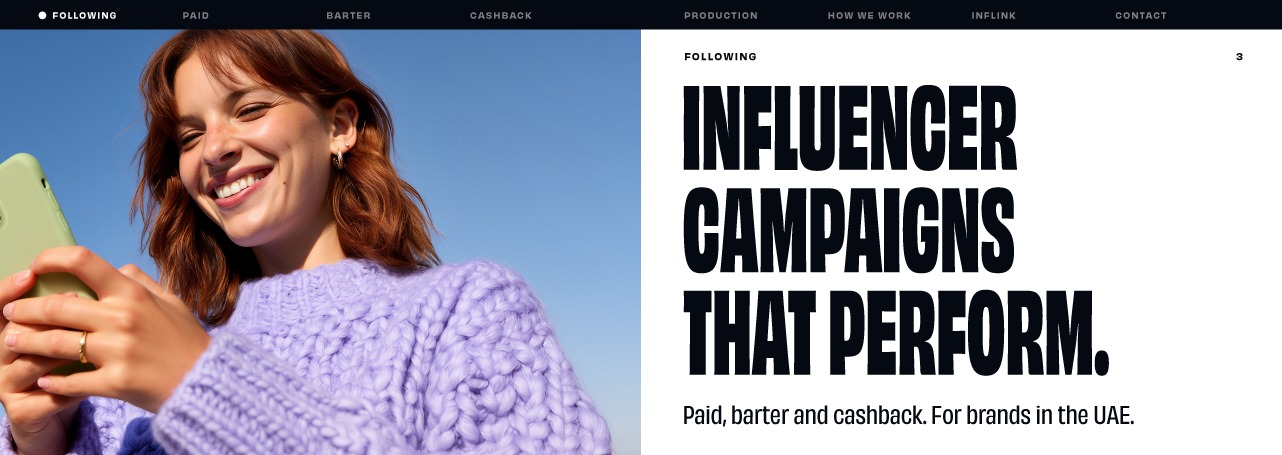 FOLLOWING
PAID
BARTER
CASHBACK
PRODUCTION
HOW WE WORK
INFLINK
CONTACT
FOLLOWING
3
INFLUENCER
CAMPAIGNS
THAT PERFORM.
Paid, barter and cashback. For brands in the UAE.